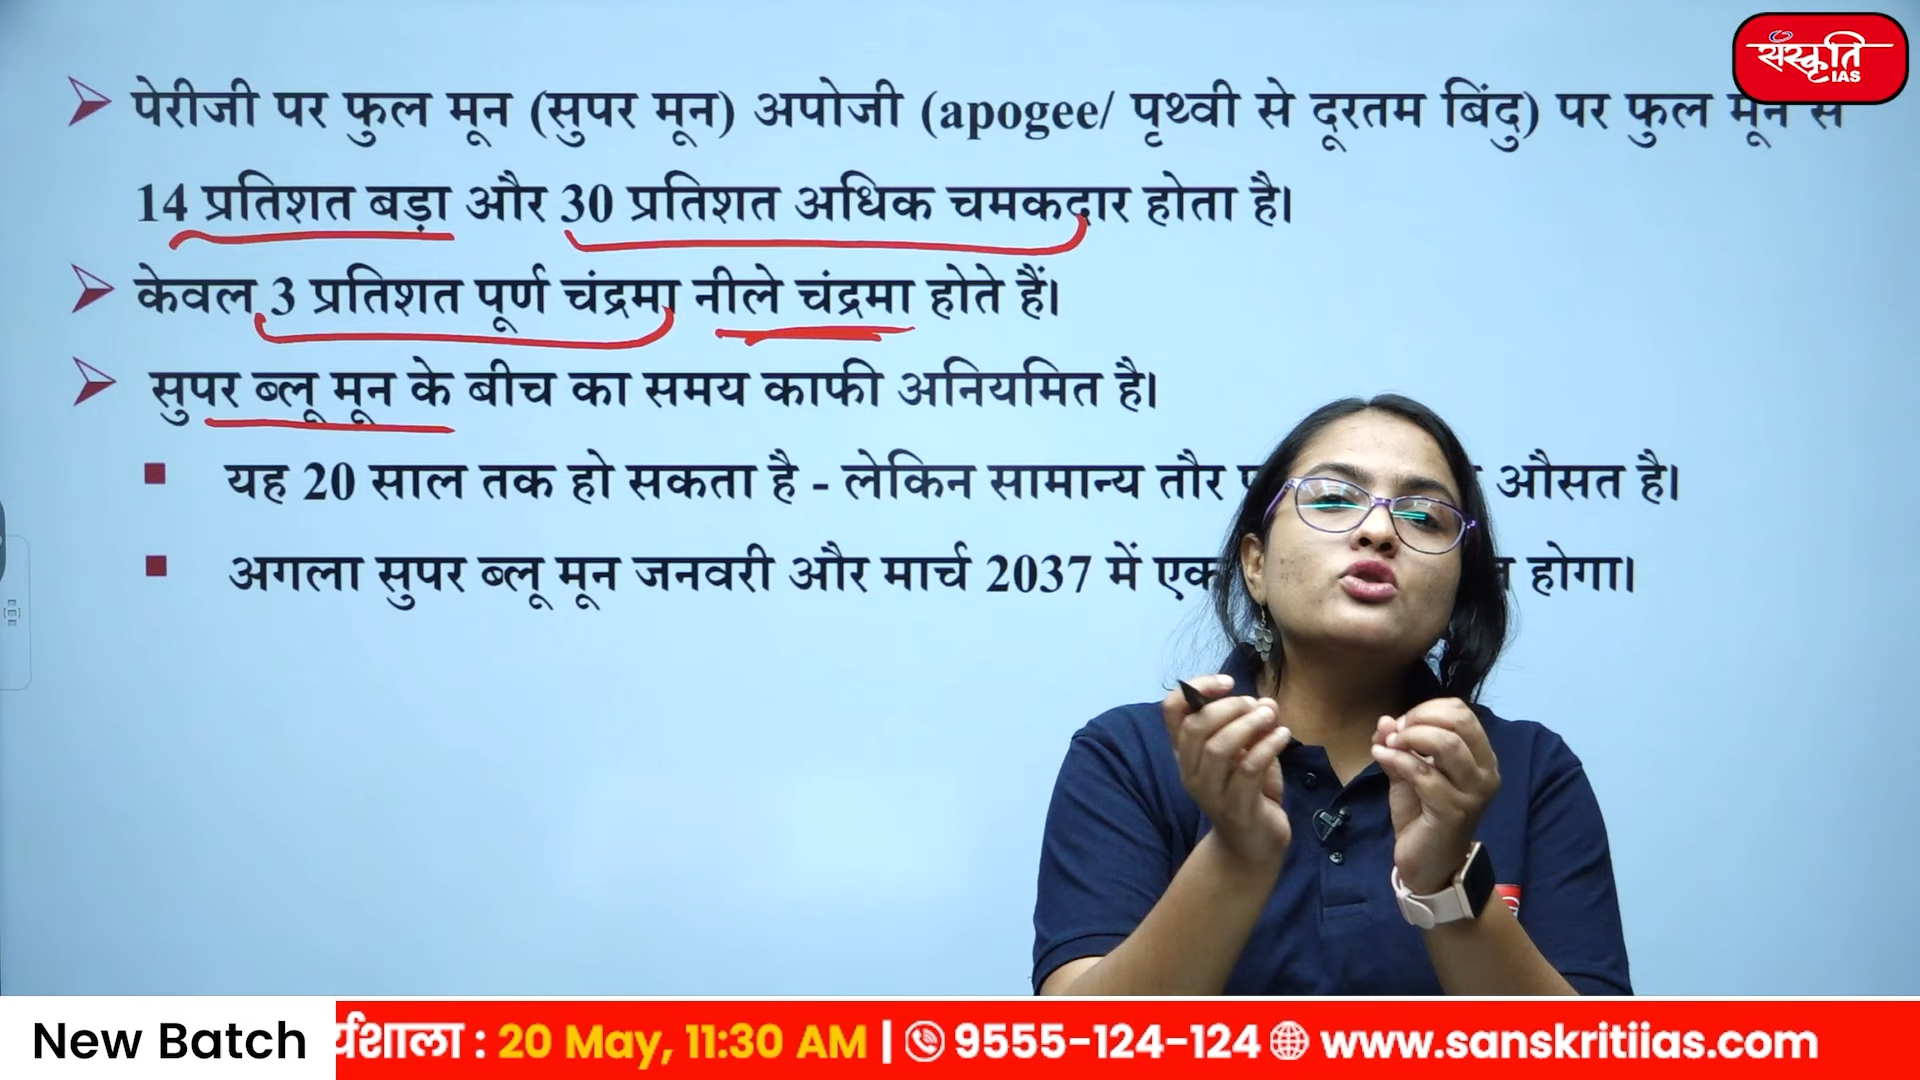 संस्कृति
IAS
पेरीजी पर फुल मून (सुपर मून) अपोजी (apogee/ पृथ्वी से दूरतम बिंदु) पर फुल मून से
14 प्रतिशत बड़ा और 30 प्रतिशत अधिक चमकदार होता है।
केवल 3 प्रतिशत पूर्ण चंद्रमा नीले चंद्रमा होते हैं।
सुपर ब्लू मून के बीच का समय काफी अनियमित है।
यह 20 साल तक हो सकता है - लेकिन सामान्य तौर औसत है।
अगला सुपर ब्लू मून जनवरी और मार्च 2037 में एक होगा।
New Batch र्यशाला : 20 May, 11:30 AM | 9555-124-124 www.sanskritiias.com